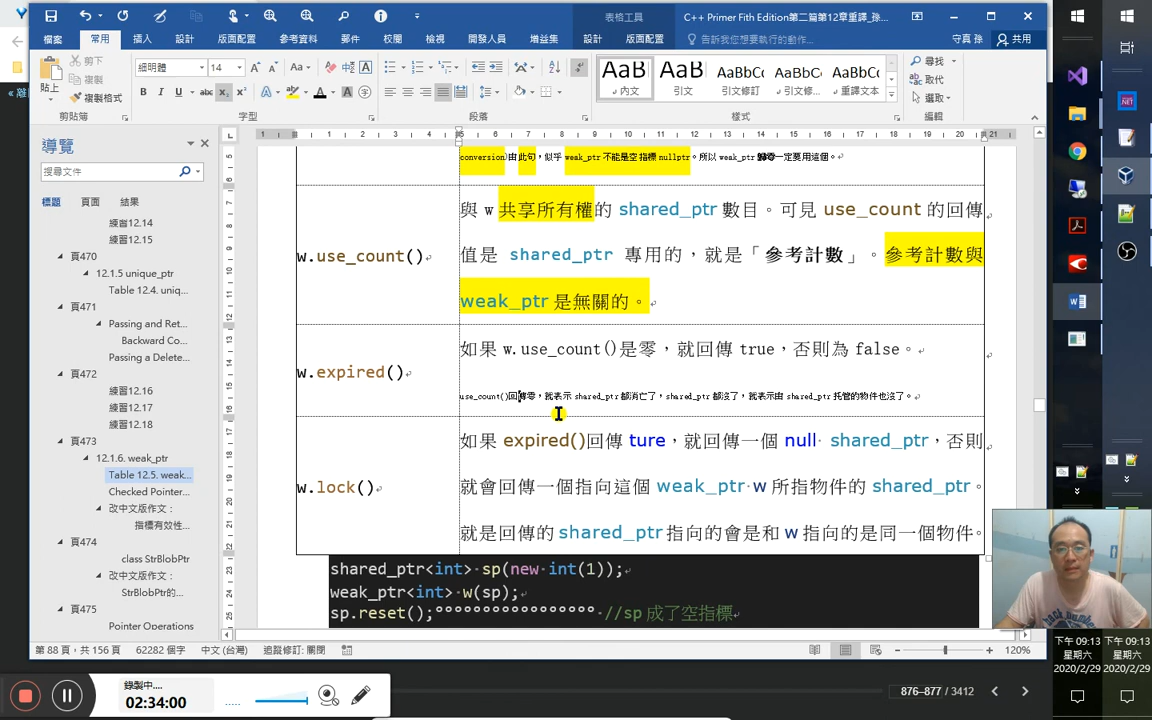 C++ Primer Fith Edition第二篇第12章重譯_孫...
表格工具
檔案 常用 插入 設計 版面配置 參考資料 郵件 校閱 檢視 開發人員 增益集 設計 版面配置 告訴我您想要執行的動作... 守真 孫 共用
貼上 剪下 複製 複製格式
細明體 14
AaBb AaBb AaBbCc AaBbCc AaBbCc
內文 引文 引文修訂 引文修... 重譯文本
尋找 取代 選取
剪貼簿 字型 段落 樣式 編輯
導覽
搜尋文件
標題 頁面 結果
練習12.14
練習12.15
頁470
12.1.5 unique_ptr
Table 12.4. uniq...
頁471
Passing and Ret...
Backward Co...
Passing a Delete...
頁472
練習12.16
練習12.17
練習12.18
頁473
12.1.6. weak_ptr
Table 12.5. weak...
Checked Pointer...
改中文版作文：
指標有效性...
頁474
class StrBlobPtr
改中文版作文：
StrBlobPtr的...
頁475
Pointer Operations
conversion)由此句，似乎 weak_ptr 不能是空指標 nullptr。所以 weak_ptr 歸零一定要用這個。
w.use_count()
與 w 共享所有權的 shared_ptr 數目。可見 use_count 的回傳
值是 shared_ptr 專用的，就是「參考計數」。參考計數與
weak_ptr 是無關的。
w.expired()
如果 w.use_count()是零，就回傳 true，否則為 false。
use_count()回傳零，就表示 shared_ptr 都消亡了，shared_ptr 都沒了，就表示由 shared_ptr 托管的物件也沒了。
w.lock()
如果 expired()回傳 ture，就回傳一個 null shared_ptr，否則
就會回傳一個指向這個 weak_ptr w 所指物件的 shared_ptr。
就是回傳的 shared_ptr 指向的會是和 w 指向的是同一個物件。
shared_ptr<int> sp(new int(1));
weak_ptr<int> w(sp);
sp.reset(); //sp 成了空指標
第 88 頁，共 156 頁 62282 個字 中文 (台灣) 追蹤修訂: 關閉 120%
錄製中...
02:34:00
876–877 / 3412
下午 09:13
星期六
2020/2/29
下午 09:13
星期六
2020/2/29